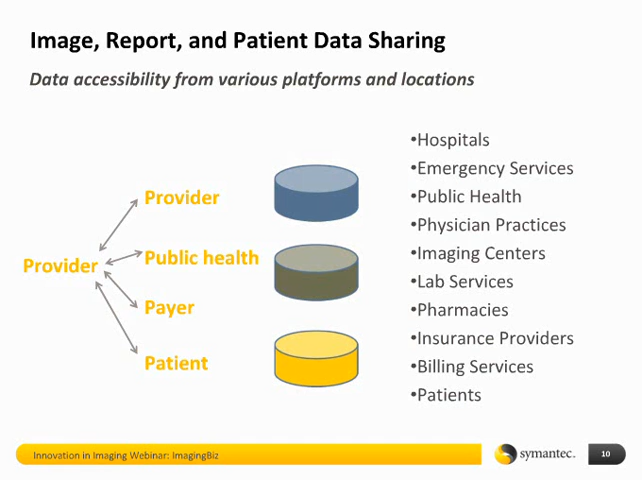 Image, Report, and Patient Data Sharing
Data accessibility from various platforms and locations
Provider
Provider
Public health
Payer
Patient
•Hospitals
•Emergency Services
•Public Health
•Physician Practices
•Imaging Centers
•Lab Services
•Pharmacies
•Insurance Providers
•Billing Services
•Patients
Innovation in Imaging Webinar: ImagingBiz
symantec.
10